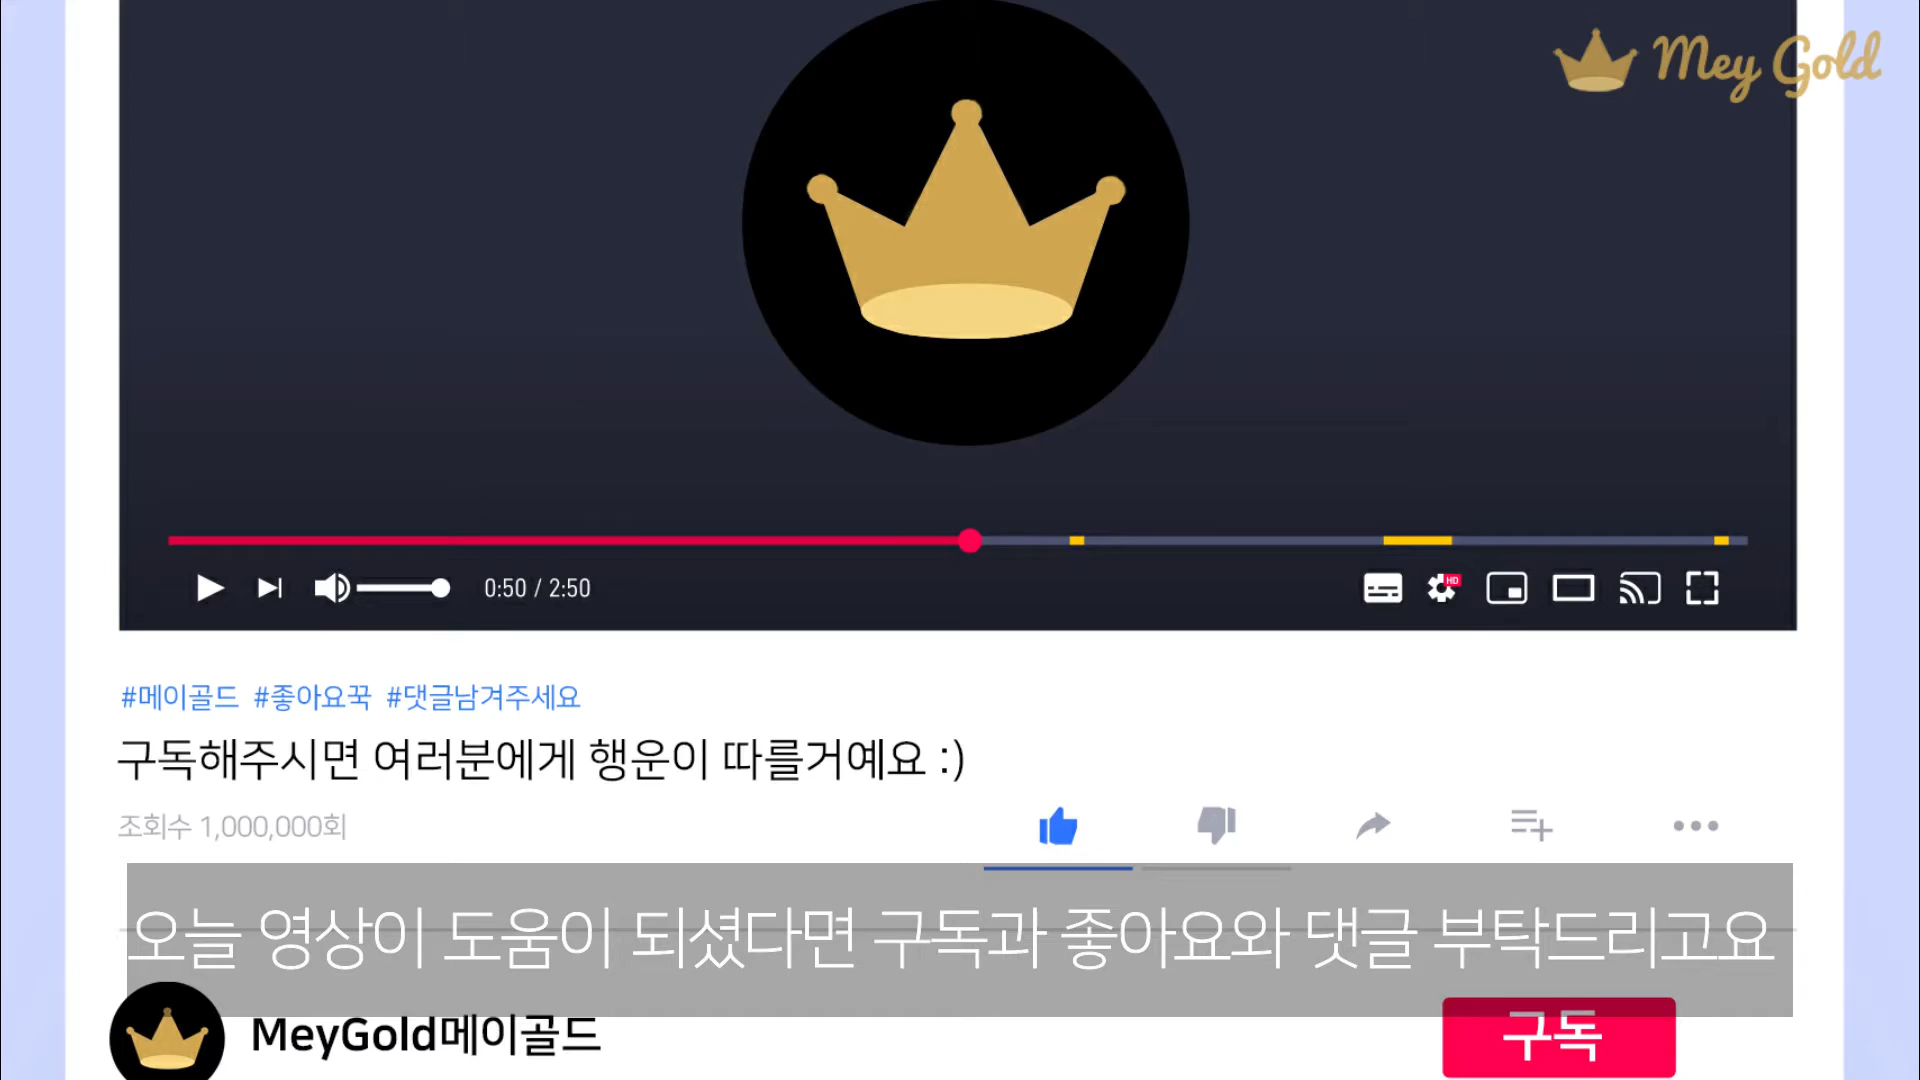 Mey Gold
0:50 / 2:50
HD
#메이골드 #좋아요꾹 #댓글남겨주세요
구독해주시면 여러분에게 행운이 따를거예요 :)
조회수 1,000,000회
오늘 영상이 도움이 되셨다면 구독과 좋아요와 댓글 부탁드리고요
MeyGold메이골드
구독